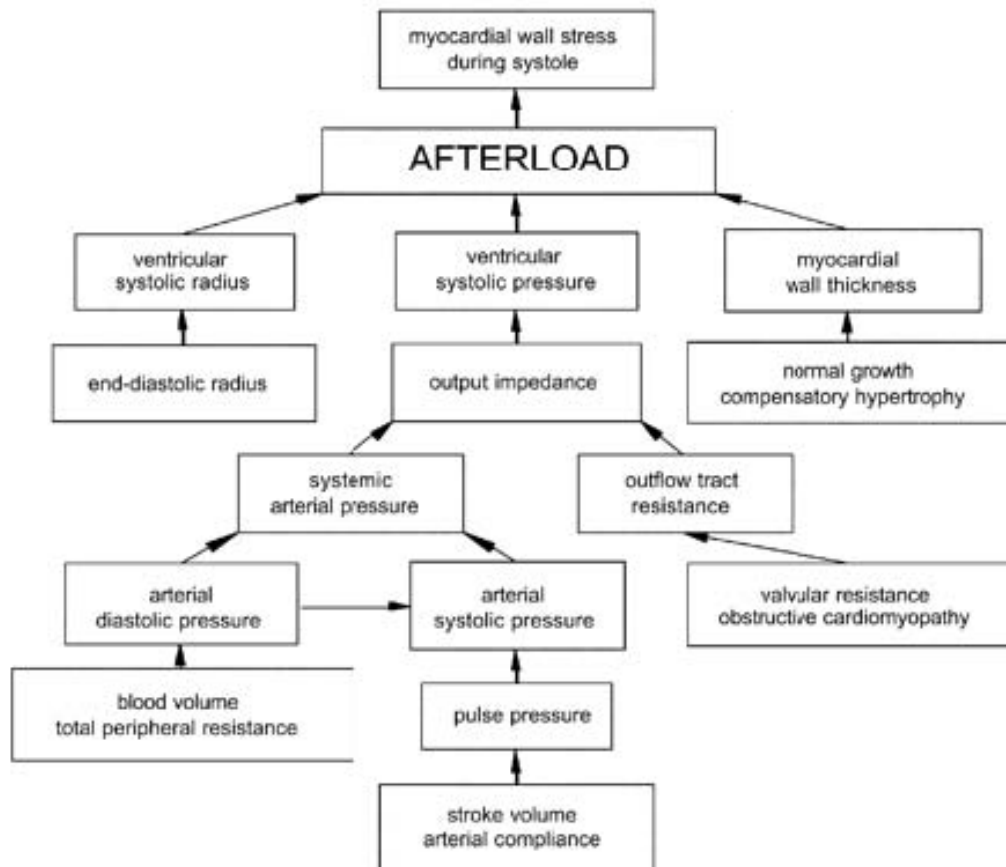 myocardial wall stress
during systole
AFTERLOAD
ventricular
systolic radius
ventricular
systolic pressure
myocardial
wall thickness
end-diastolic radius
output impedance
normal growth
compensatory hypertrophy
systemic
arterial pressure
outflow tract
resistance
arterial
diastolic pressure
arterial
systolic pressure
valvular resistance
obstructive cardiomyopathy
blood volume
total peripheral resistance
pulse pressure
stroke volume
arterial compliance